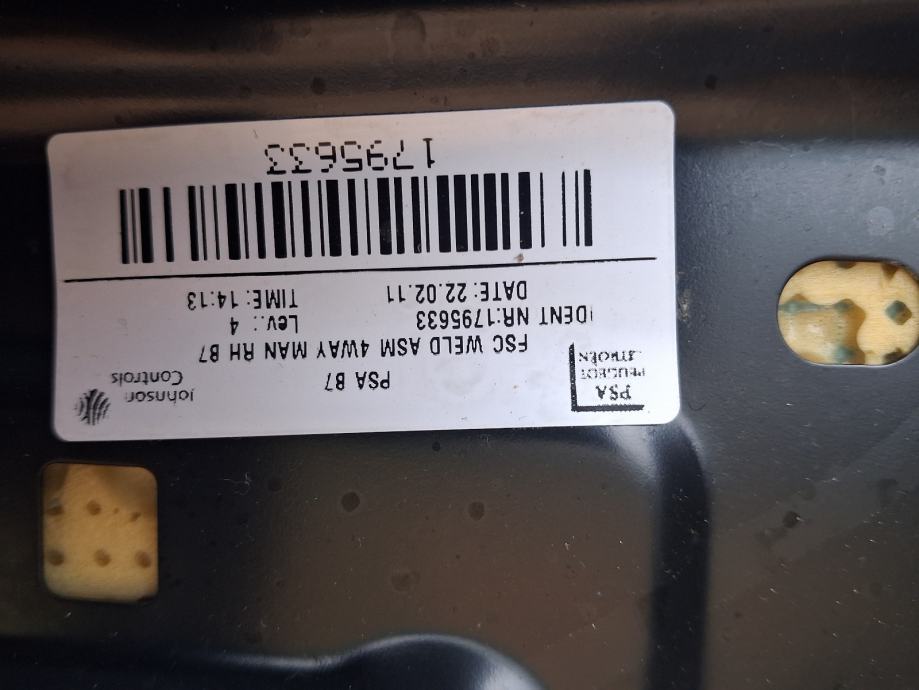 PSA
PEUGEOT CITROËN
PSA B7
Johnson
Controls
FSC WELD ASM 4WAY MAN RH B7
IDENT NR:1795633 Lev.: 4
DATE: 22.02.11 TIME: 14:13
1795633